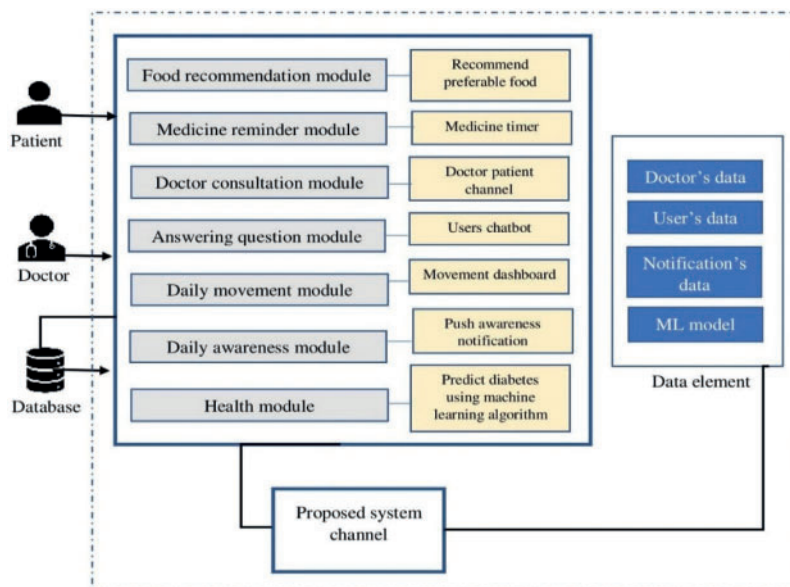 Patient
Doctor
Database
Food recommendation module
Recommend
preferable food
Medicine reminder module
Medicine timer
Doctor consultation module
Doctor patient
channel
Answering question module
Users chatbot
Daily movement module
Movement dashboard
Daily awareness module
Push awareness
notification
Health module
Predict diabetes
using machine
learning algorithm
Doctor's data
User's data
Notification's
data
ML model
Data element
Proposed system
channel